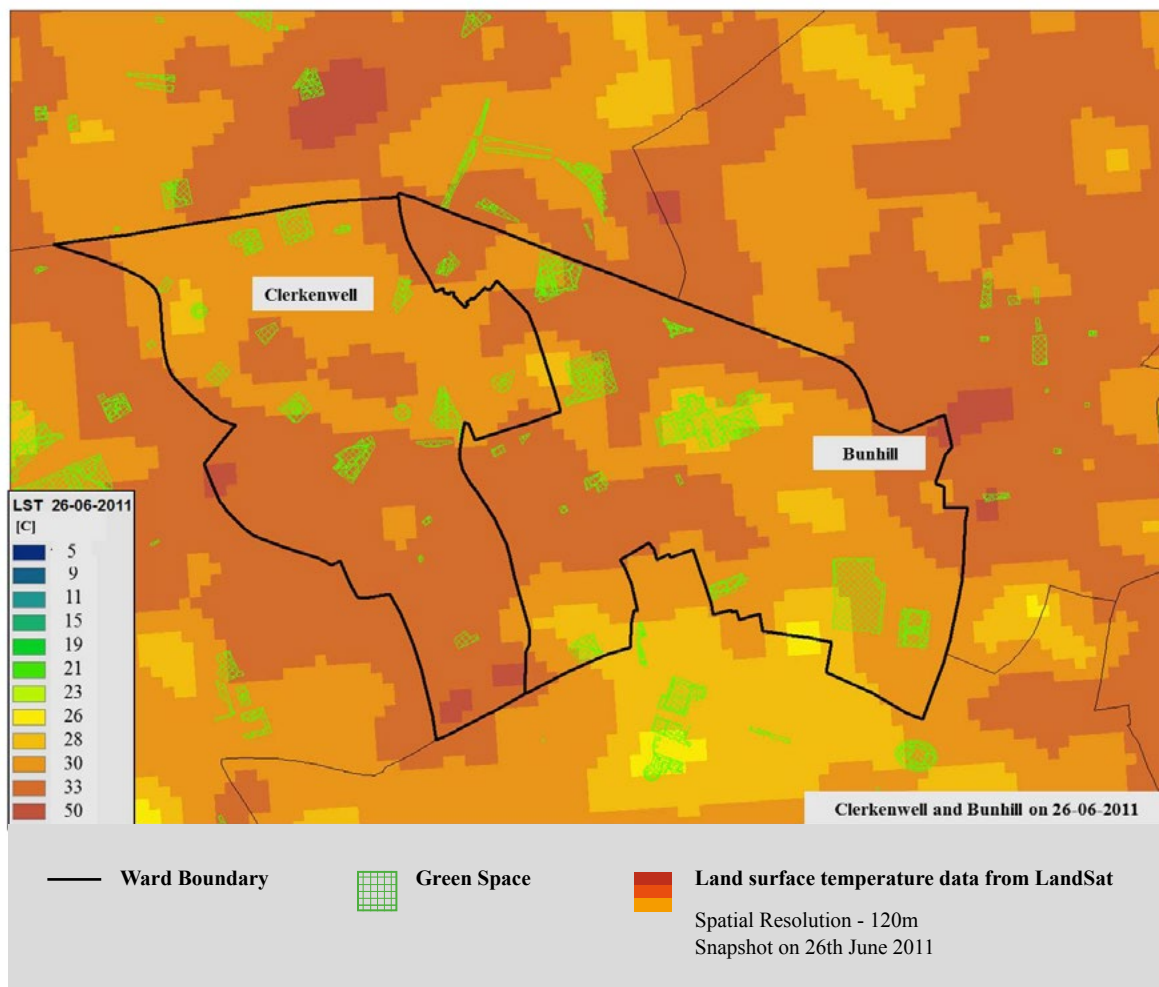 Clerkenwell
Bunhill
LST 26-06-2011
[C]
5
9
11
15
19
21
23
26
28
30
33
50
Clerkenwell and Bunhill on 26-06-2011
Ward Boundary
Green Space
Land surface temperature data from LandSat
Spatial Resolution - 120m
Snapshot on 26th June 2011